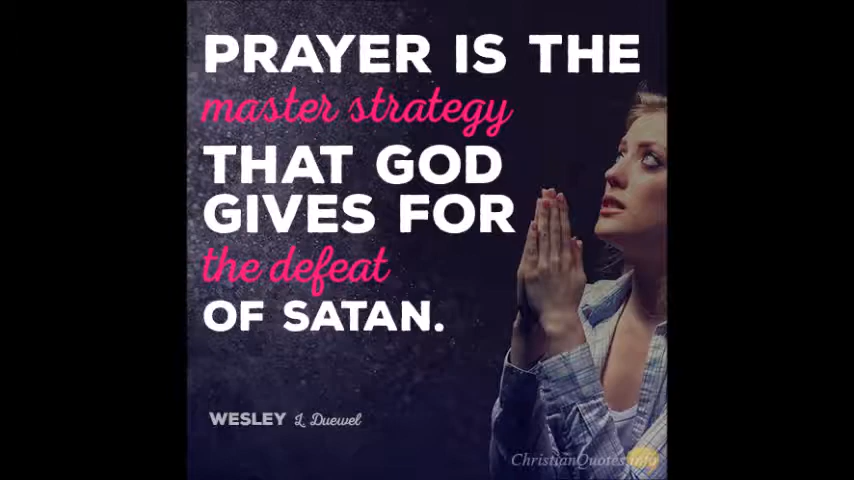 PRAYER IS THE
master strategy
THAT GOD
GIVES FOR
the defeat
OF SATAN.
WESLEY L Duewel
ChristianQuotes.info